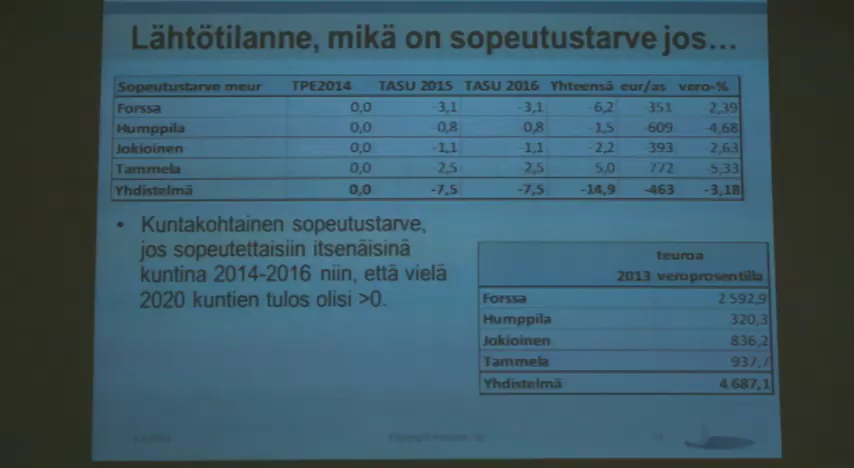 Lähtötilanne, mikä on sopeutustarve jos…
Sopeutustarve meur TPE2014 TASU 2015 TASU 2016 Yhteensä eur/as vero-%
Forssa 0,0 -3,1 -3,1 -6,2 -351 2,39
Humppila 0,0 -0,8 0,8 -1,5 -609 -4,68
Jokioinen 0,0 -1,1 -1,1 -2,2 -393 2,63
Tammela 0,0 2,5 2,5 5,0 772 5,33
Yhdistelmä 0,0 -7,5 -7,5 -14,9 -463 -3,18
• Kuntakohtainen sopeutustarve,
jos sopeutettaisiin itsenäisinä
kuntina 2014-2016 niin, että vielä
2020 kuntien tulos olisi >0.
teuroa
2013 veroprosentilla
Forssa 2 592,9
Humppila 320,3
Jokioinen 836,2
Tammela 937,7
Yhdistelmä 4 687,1